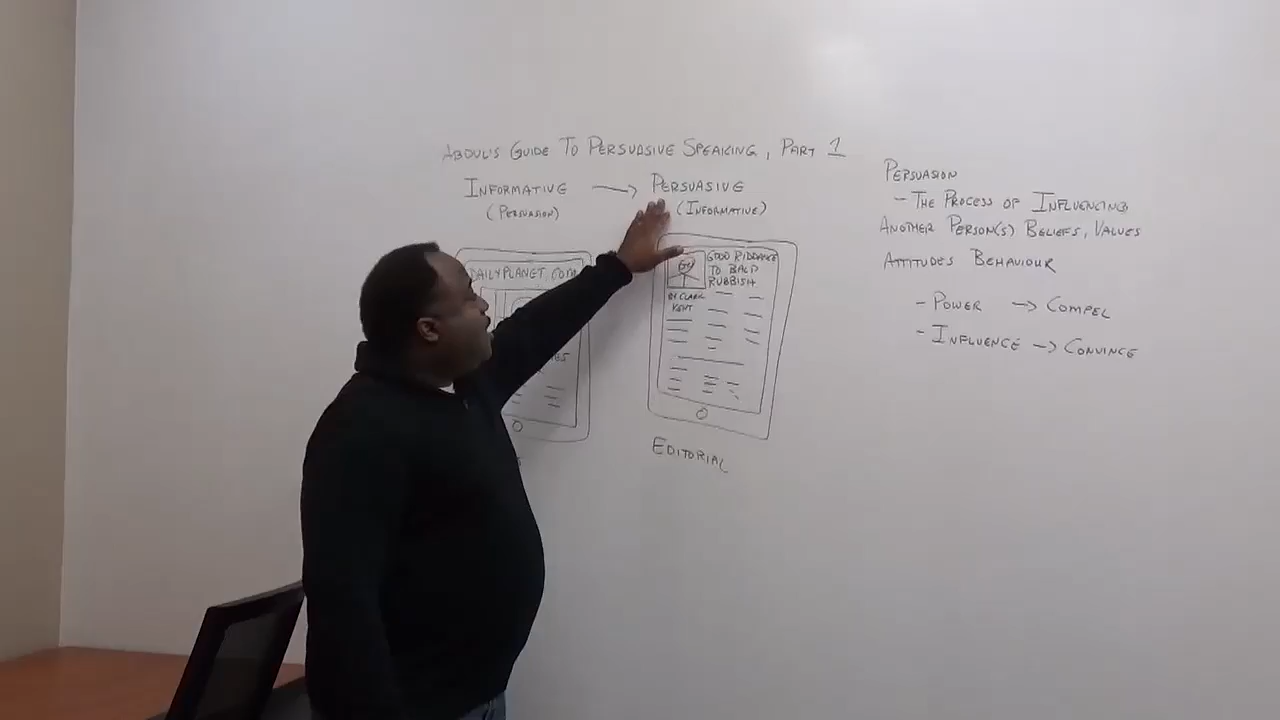 ABDUL'S GUIDE TO PERSUASIVE SPEAKING, PART 1
INFORMATIVE → PERSUASIVE
(PERSUASION) (INFORMATIVE)
DAILYPLANET.COM
GOOD RIDDANCE
TO BALD
RUBBISH
BY CLARK
KENT
EDITORIAL
PERSUASION
- THE PROCESS OF INFLUENCING
ANOTHER PERSON(S) BELIEFS, VALUES
ATTITUDES BEHAVIOUR
- POWER → COMPEL
- INFLUENCE → CONVINCE